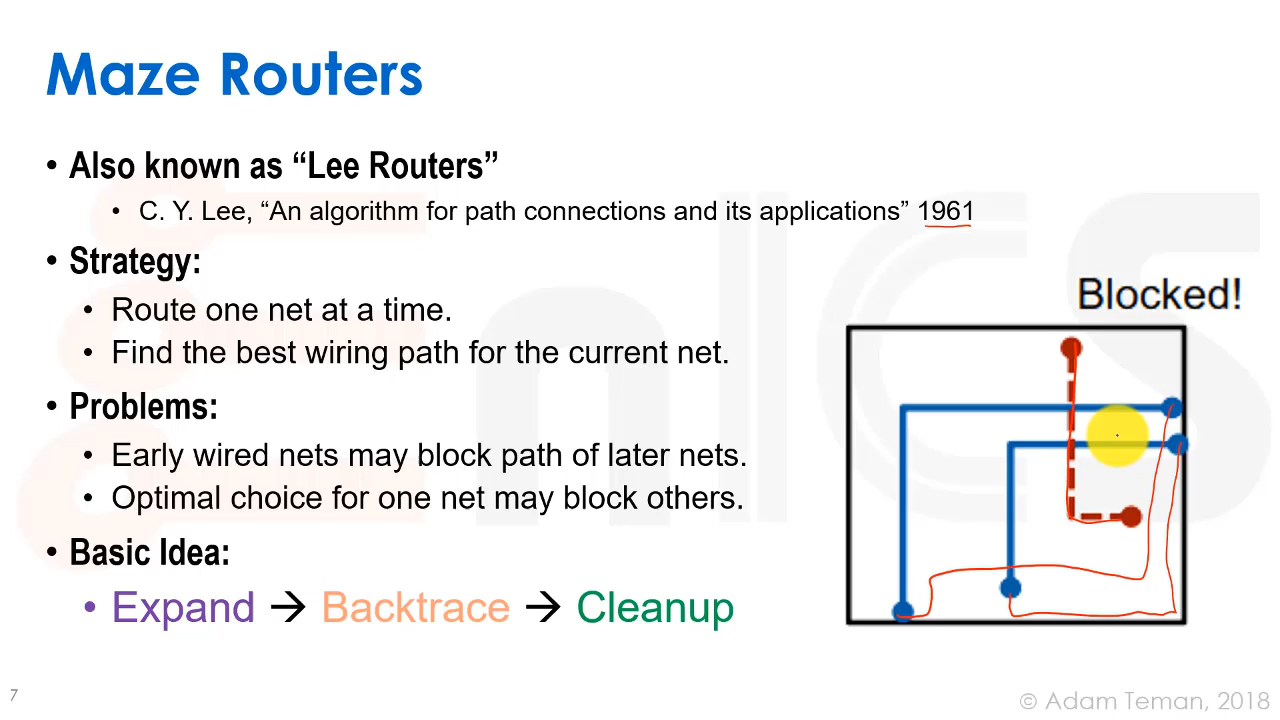 Maze Routers
• Also known as “Lee Routers”
• C. Y. Lee, “An algorithm for path connections and its applications” 1961
• Strategy:
• Route one net at a time.
• Find the best wiring path for the current net.
• Problems:
• Early wired nets may block path of later nets.
• Optimal choice for one net may block others.
• Basic Idea:
• Expand → Backtrace → Cleanup
Blocked!
7
© Adam Teman, 2018
nICS